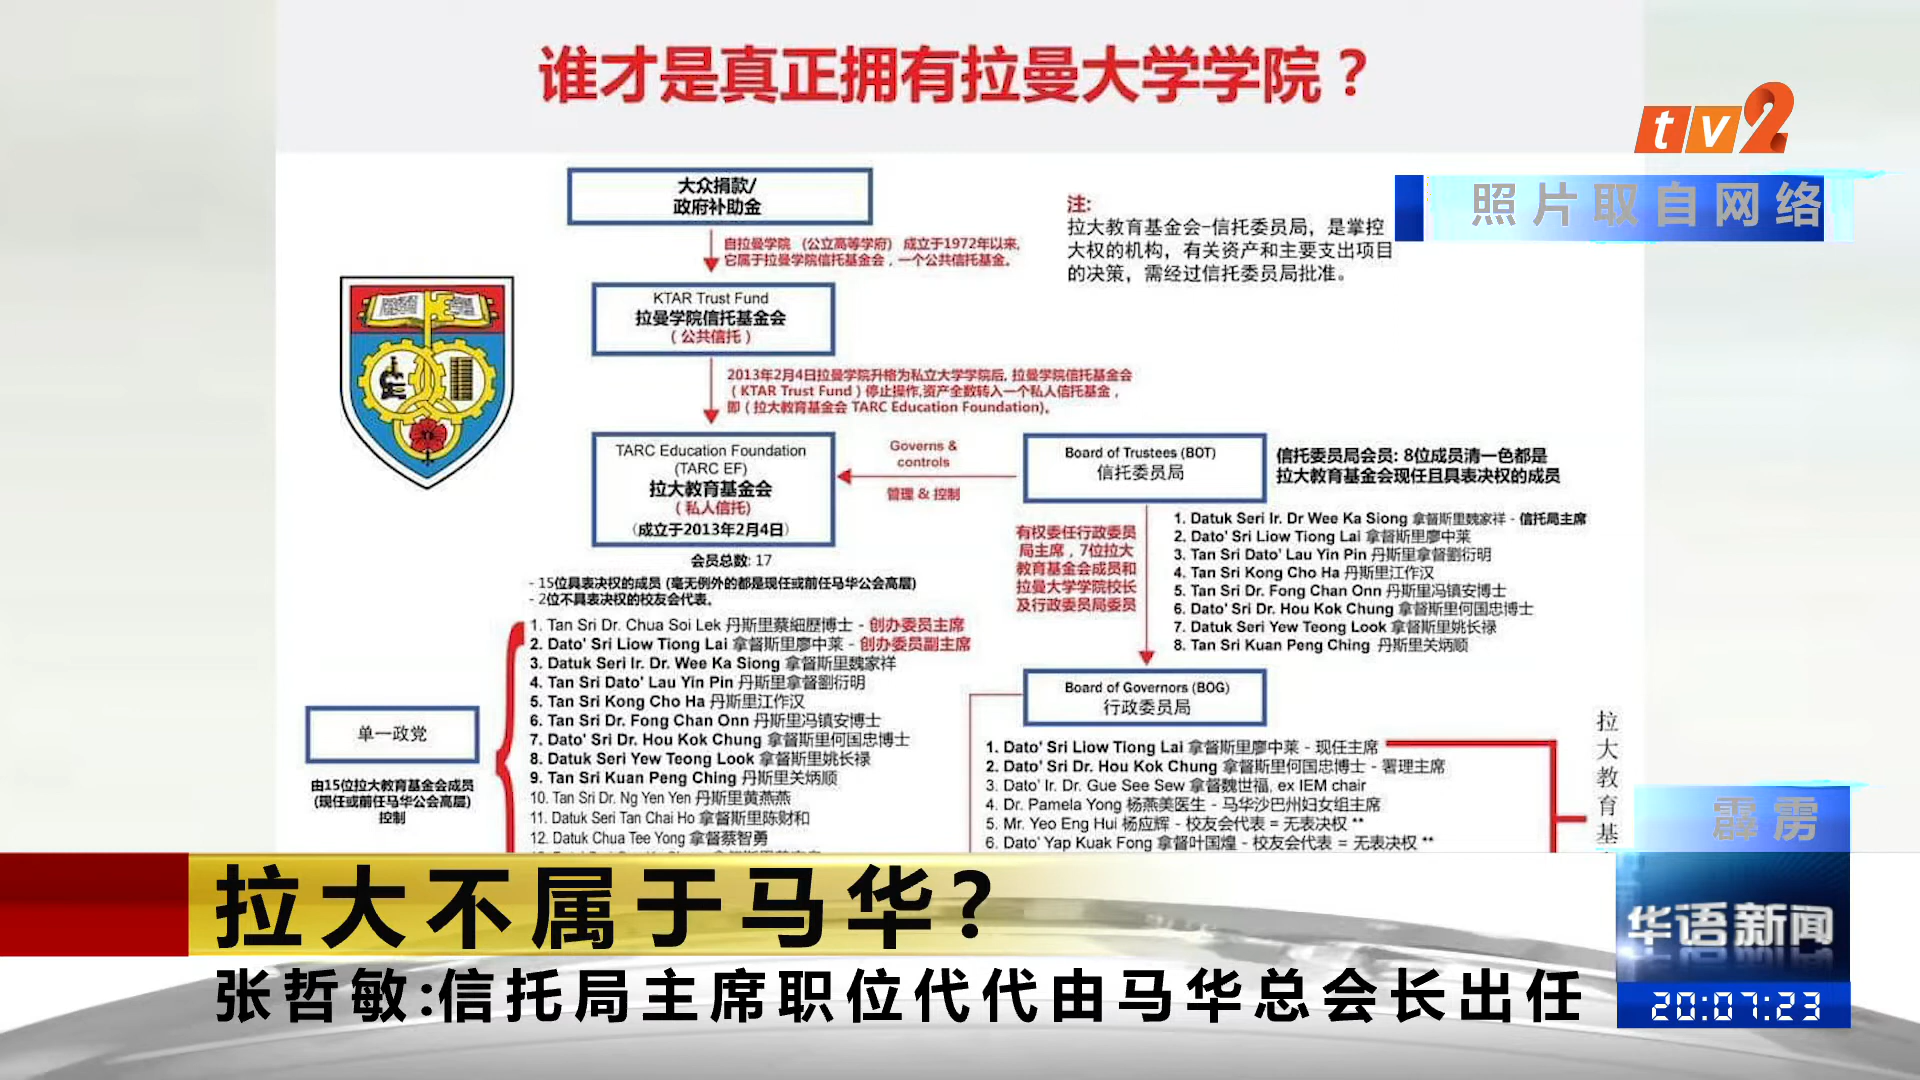 谁才是真正拥有拉曼大学学院？
tv2
照片取自网络
大众捐款/
政府补助金
自拉曼学院 （公立高等学府） 成立于1972年以来,
它属于拉曼学院信托基金会，一个公共信托基金。
注:
拉大教育基金会-信托委员局，是掌控
大权的机构，有关资产和主要支出项目
的决策，需经过信托委员局批准。
KTAR Trust Fund
拉曼学院信托基金会
（公共信托）
2013年2月4日拉曼学院升格为私立大学学院后, 拉曼学院信托基金会
（KTAR Trust Fund）停止操作,资产全数转入一个私人信托基金，
即（拉大教育基金会 TARC Education Foundation)。
TARC Education Foundation
(TARC EF)
拉大教育基金会
（私人信托)
（成立于2013年2月4日）
Governs &
controls
管理 & 控制
Board of Trustees (BOT)
信托委员局
信托委员局会员: 8位成员清一色都是
拉大教育基金会现任且具表决权的成员
1. Datuk Seri Ir. Dr Wee Ka Siong 拿督斯里魏家祥 - 信托局主席
2. Dato' Sri Liow Tiong Lai 拿督斯里廖中莱
3. Tan Sri Dato' Lau Yin Pin 丹斯里拿督劉衍明
4. Tan Sri Kong Cho Ha 丹斯里江作汉
5. Tan Sri Dr. Fong Chan Onn 丹斯里冯镇安博士
6. Dato' Sri Dr. Hou Kok Chung 拿督斯里何国忠博士
7. Datuk Seri Yew Teong Look 拿督斯里姚长禄
8. Tan Sri Kuan Peng Ching 丹斯里关炳顺
有权委任行政委员
局主席，7位拉大
教育基金会成员和
拉曼大学学院校长
及行政委员局委员
会员总数: 17
- 15位具表决权的成员 (毫无例外的都是现任或前任马华公会高层)
- 2位不具表决权的校友会代表。
1. Tan Sri Dr. Chua Soi Lek 丹斯里蔡細歷博士 - 创办委员主席
2. Dato' Sri Liow Tiong Lai 拿督斯里廖中莱 - 创办委员副主席
3. Datuk Seri Ir. Dr. Wee Ka Siong 拿督斯里魏家祥
4. Tan Sri Dato' Lau Yin Pin 丹斯里拿督劉衍明
5. Tan Sri Kong Cho Ha 丹斯里江作汉
6. Tan Sri Dr. Fong Chan Onn 丹斯里冯镇安博士
7. Dato' Sri Dr. Hou Kok Chung 拿督斯里何国忠博士
8. Datuk Seri Yew Teong Look 拿督斯里姚长禄
9. Tan Sri Kuan Peng Ching 丹斯里关炳顺
10. Tan Sri Dr. Ng Yen Yen 丹斯里黄燕燕
11. Datuk Seri Tan Chai Ho 拿督斯里陈财和
12. Datuk Chua Tee Yong 拿督蔡智勇
单一政党
由15位拉大教育基金会成员
(现任或前任马华公会高层)
控制
Board of Governors (BOG)
行政委员局
1. Dato' Sri Liow Tiong Lai 拿督斯里廖中莱 - 现任主席
2. Dato' Sri Dr. Hou Kok Chung 拿督斯里何国忠博士 - 署理主席
3. Dato' Ir. Dr. Gue See Sew 拿督魏世福, ex IEM chair
4. Dr. Pamela Yong 杨燕美医生 - 马华沙巴州妇女组主席
5. Mr. Yeo Eng Hui 杨应辉 - 校友会代表 = 无表决权 **
6. Dato' Yap Kuak Fong 拿督叶国煌 - 校友会代表 = 无表决权 **
拉大教育基
霹雳
拉大不属于马华?
张哲敏:信托局主席职位代代由马华总会长出任
华语新闻
20:07:23